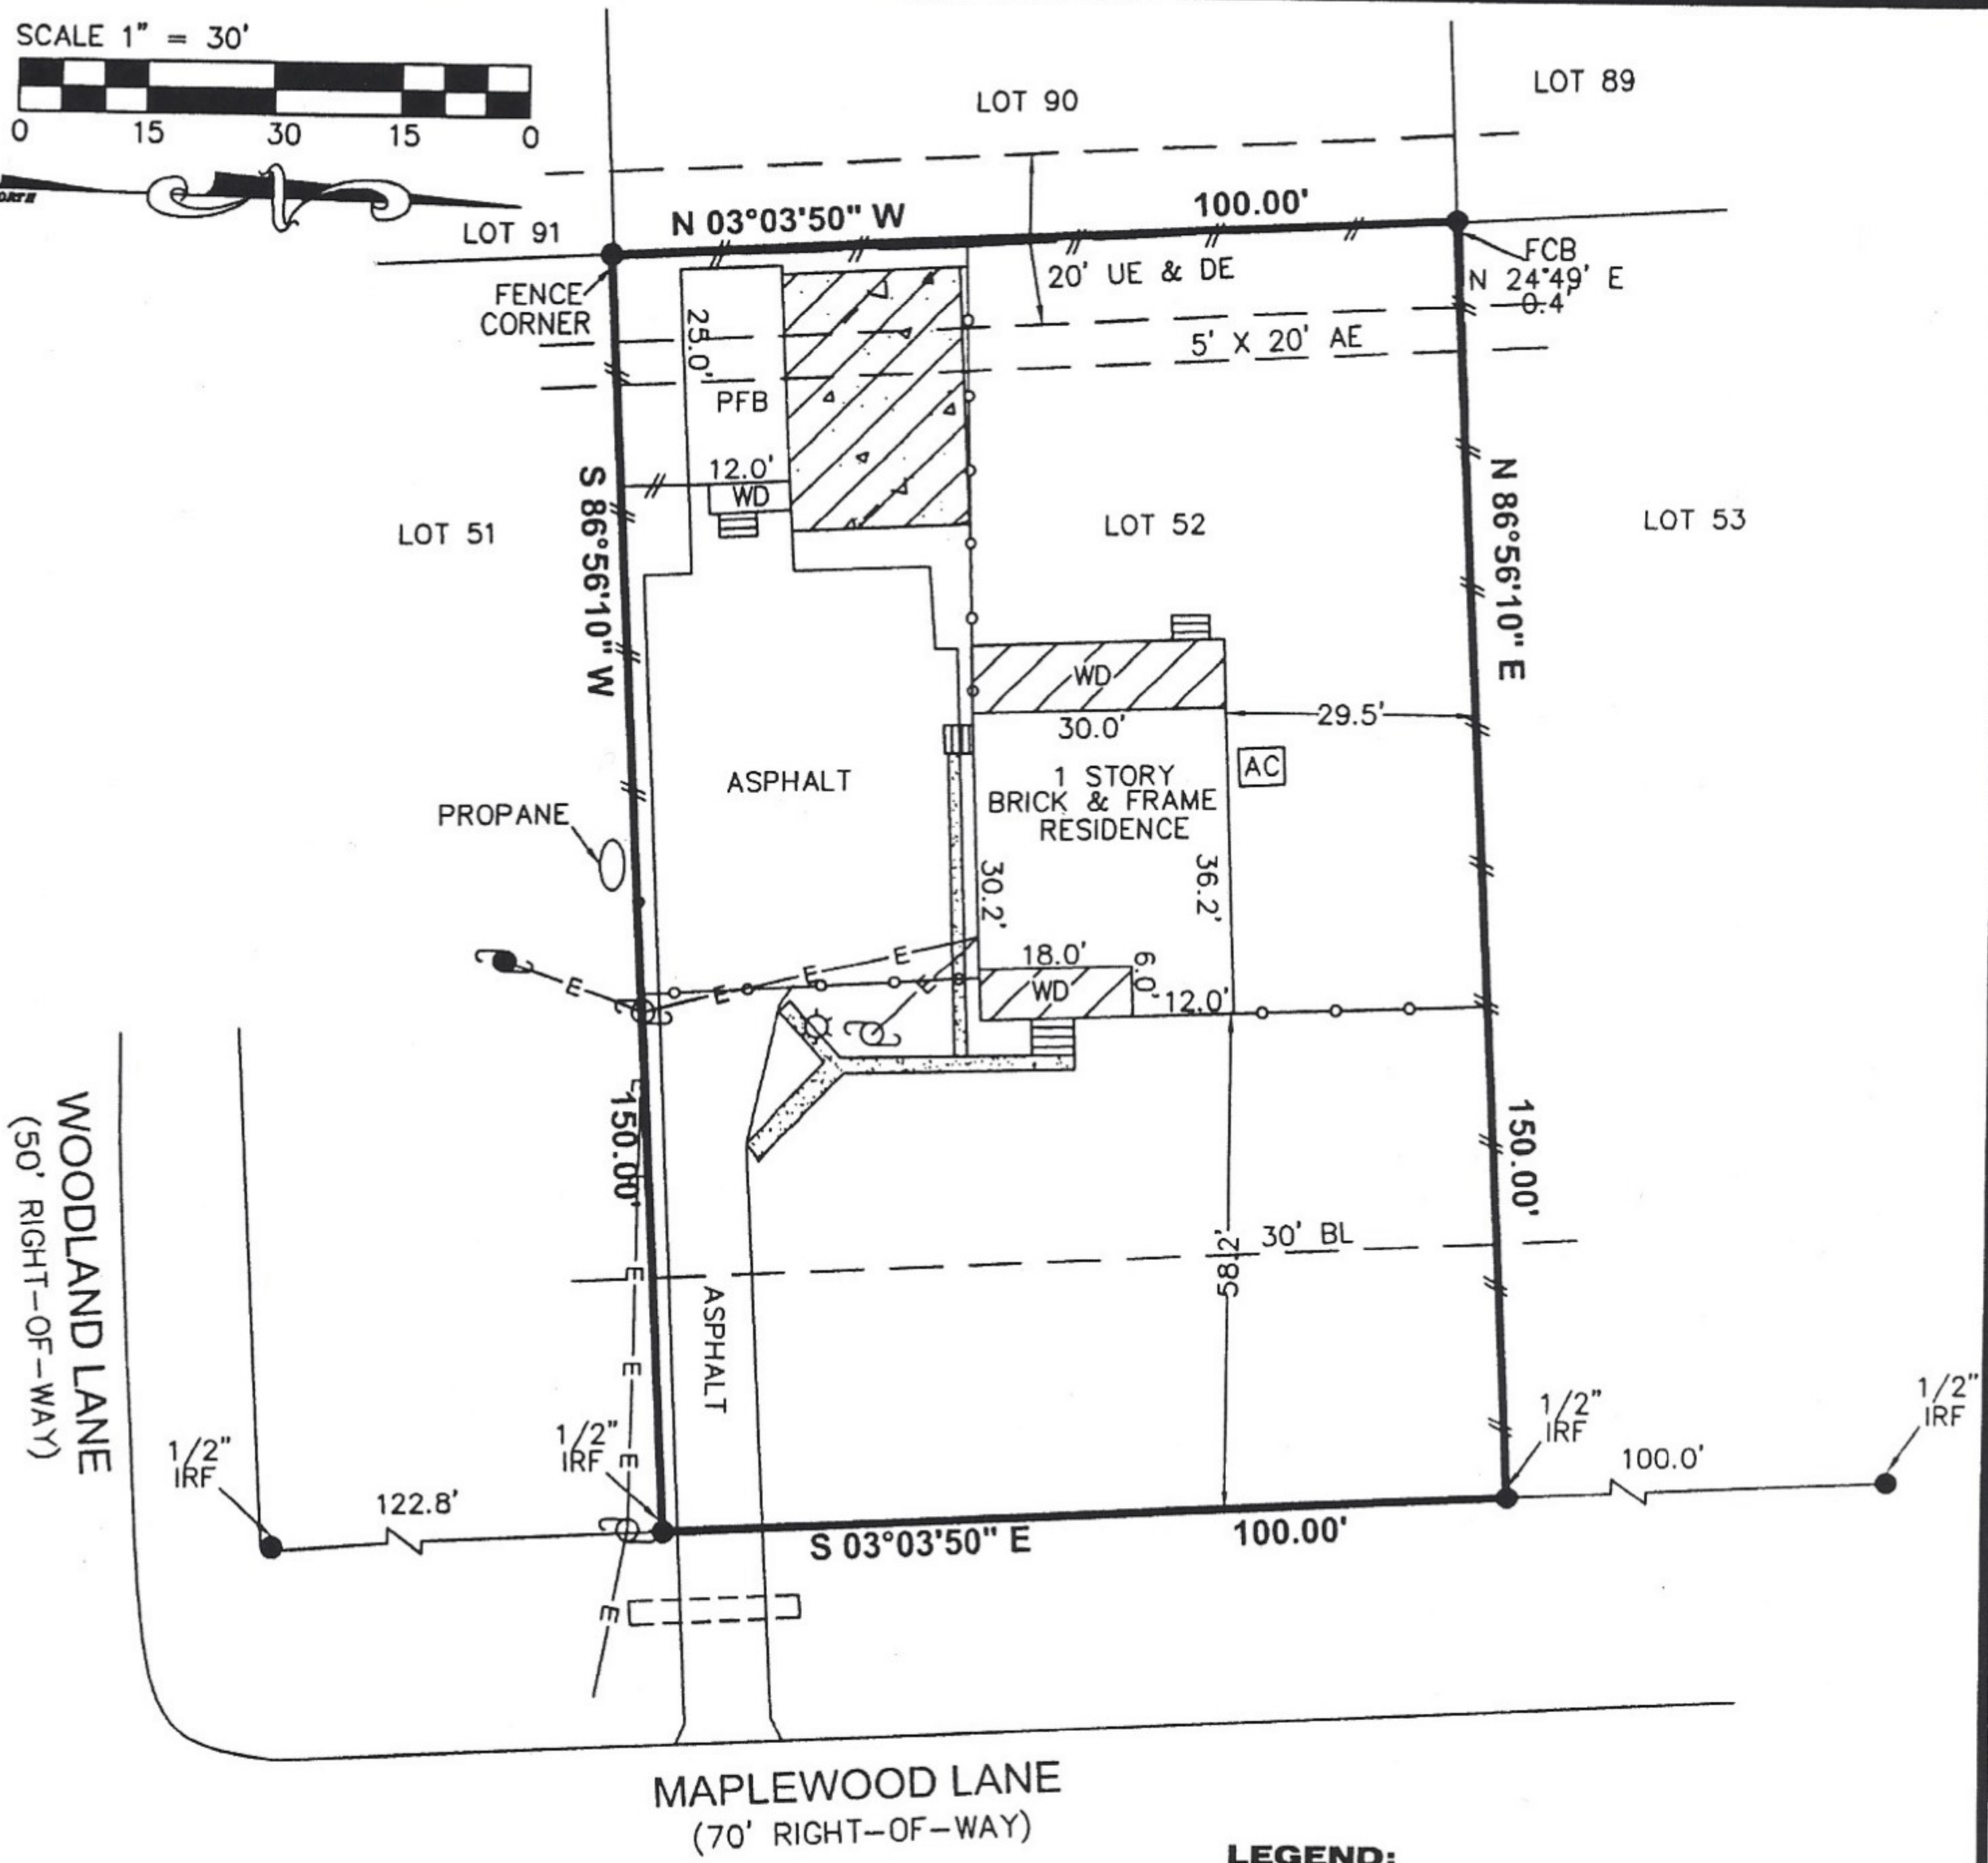 SCALE 1" = 30'
0 15 30 15 0
LOT 90
LOT 89
LOT 91
N 03°03'50" W
100.00'
FENCE
CORNER
20' UE & DE
FCB
N 24°49' E
0.4'
5' X 20' AE
25.0'
PFB
12.0'
WD
S 86°56'10" W
LOT 51
LOT 52
N 86°56'10" E
LOT 53
WD
30.0'
29.5'
ASPHALT
1 STORY
BRICK & FRAME
RESIDENCE
AC
PROPANE
30.2'
36.2'
18.0'
6.0'
WD
12.0'
E
E
E
E
E
150.00'
150.00'
E
E
E
E
E
30' BL
58.2'
ASPHALT
WOODLAND LANE
(50' RIGHT-OF-WAY)
1/2"
IRF
122.8'
1/2"
IRF
S 03°03'50" E
100.00'
1/2"
IRF
100.0'
1/2"
IRF
MAPLEWOOD LANE
(70' RIGHT-OF-WAY)
LEGEND: